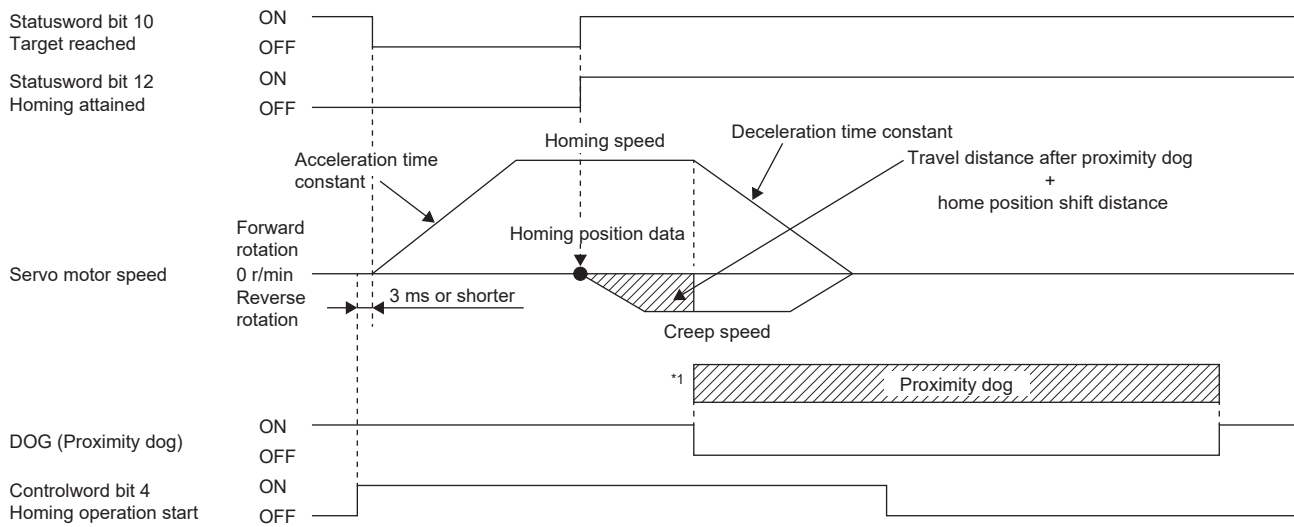 Statusword bit 10
Target reached
ON
OFF
Statusword bit 12
Homing attained
ON
OFF
Homing speed
Deceleration time constant
Acceleration time
constant
Travel distance after proximity dog
+
home position shift distance
Homing position data
Servo motor speed
Forward
rotation
0 r/min
Reverse
rotation
3 ms or shorter
Creep speed
*1
Proximity dog
DOG (Proximity dog)
ON
OFF
Controlword bit 4
Homing operation start
ON
OFF